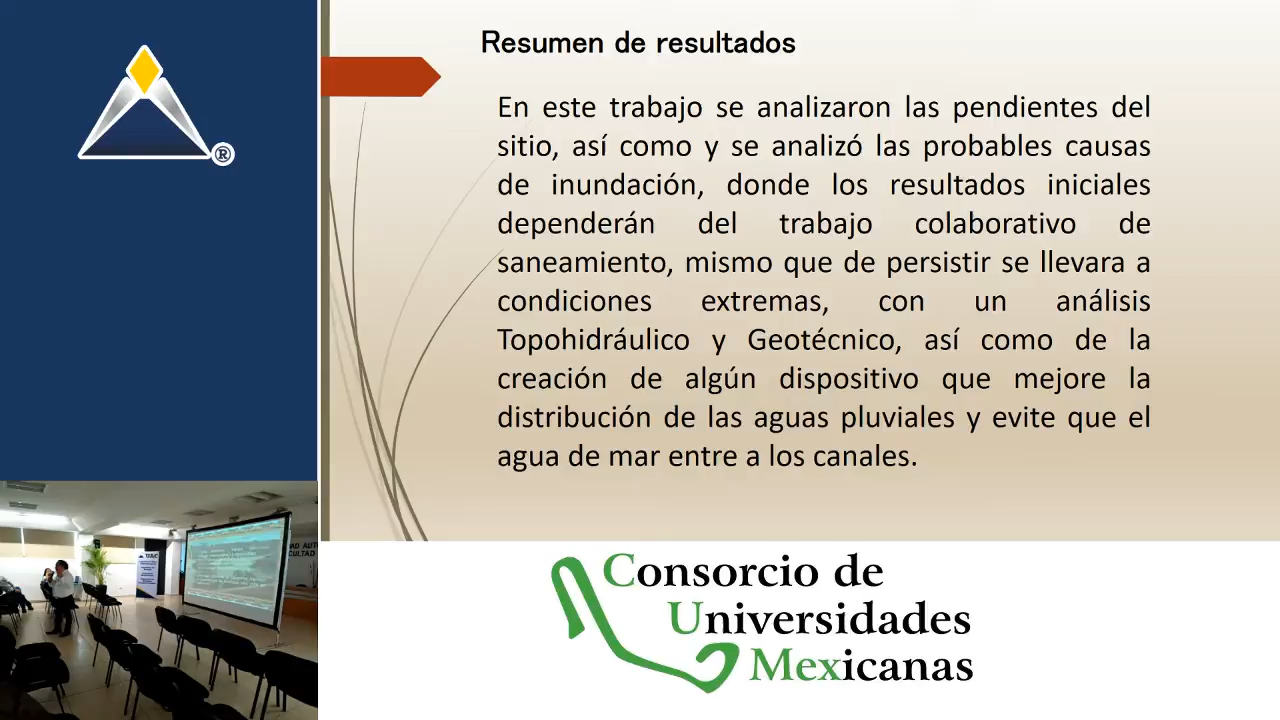 Resumen de resultados
En este trabajo se analizaron las pendientes del
sitio, así como y se analizó las probables causas
de inundación, donde los resultados iniciales
dependerán del trabajo colaborativo de
saneamiento, mismo que de persistir se llevara a
condiciones extremas, con un análisis
Topohidráulico y Geotécnico, así como de la
creación de algún dispositivo que mejore la
distribución de las aguas pluviales y evite que el
agua de mar entre a los canales.
®
Consorcio de
Universidades
Mexicanas